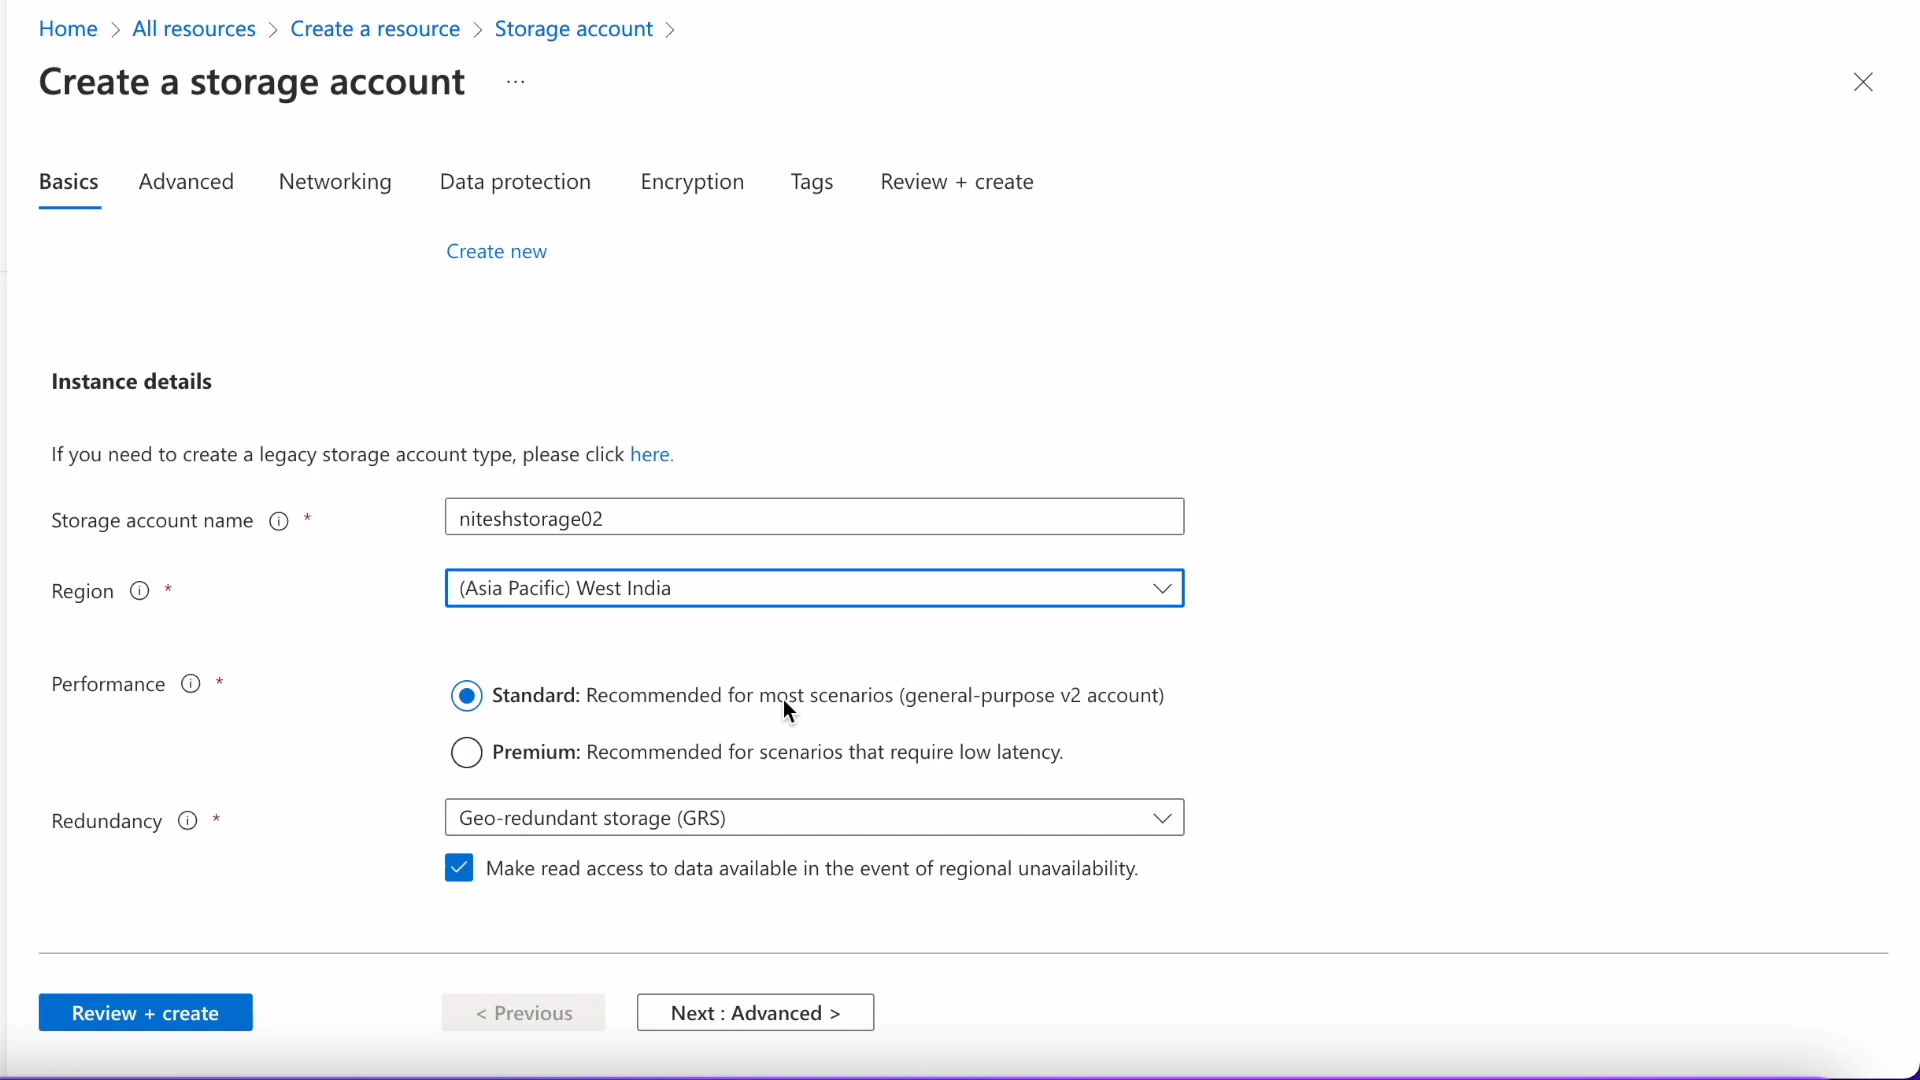 Home > All resources > Create a resource > Storage account >
Create a storage account ...
Basics Advanced Networking Data protection Encryption Tags Review + create
Create new
Instance details
If you need to create a legacy storage account type, please click here.
Storage account name * niteshstorage02
Region * (Asia Pacific) West India
Performance * Standard: Recommended for most scenarios (general-purpose v2 account)
Premium: Recommended for scenarios that require low latency.
Redundancy * Geo-redundant storage (GRS)
Make read access to data available in the event of regional unavailability.
Review + create < Previous Next : Advanced >